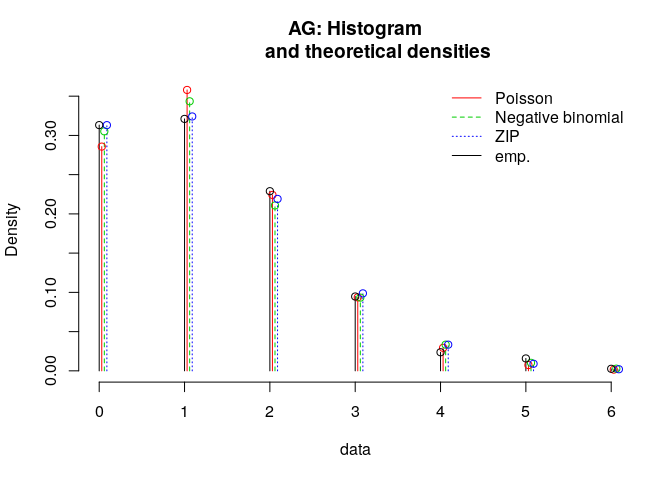 AG: Histogram
and theoretical densities
Poisson
Negative binomial
ZIP
emp.
Density
0.30
0.20
0.10
0.00
0 1 2 3 4 5 6
data